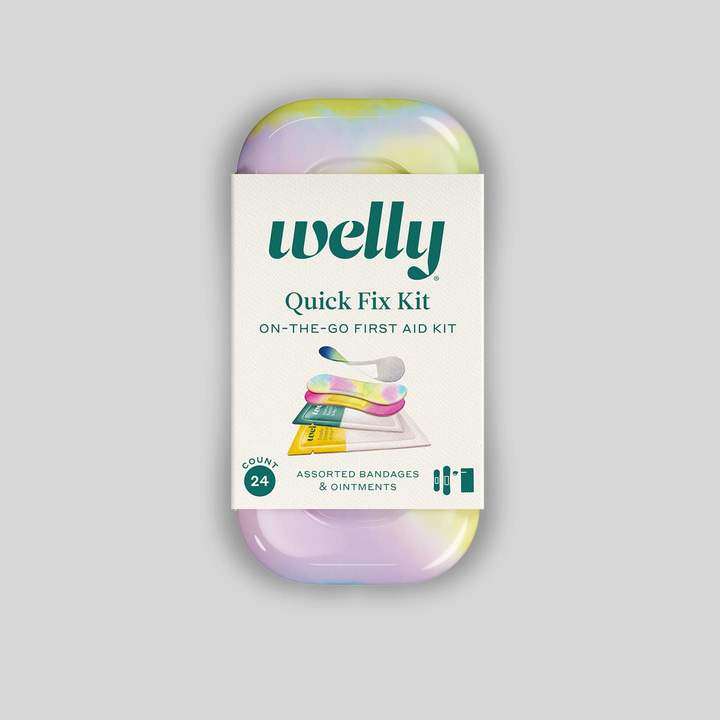 welly®
Quick Fix Kit
ON-THE-GO FIRST AID KIT
COUNT
24
ASSORTED BANDAGES
& OINTMENTS